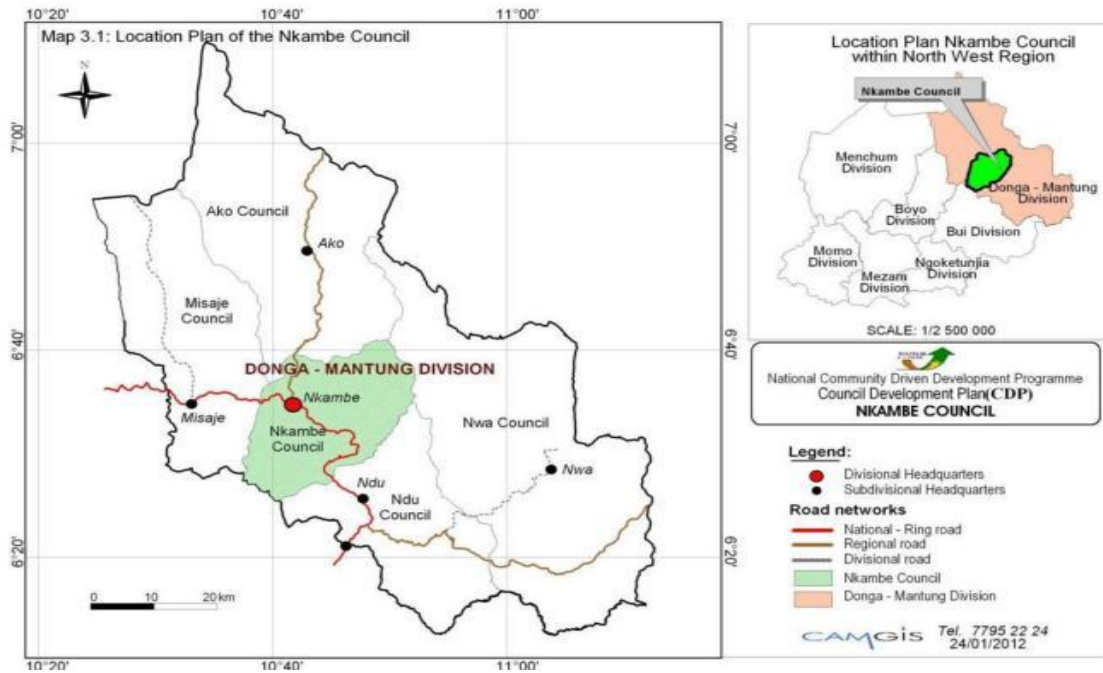 10°20'
10°40'
11°00'
Map 3.1: Location Plan of the Nkambe Council
7°00'
7°00'
Ako Council
Ako
Misaje
Council
6°40'
6°40'
DONGA - MANTUNG DIVISION
Nkambe
Misaje
Nkambe
Council
Nwa Council
Nwa
Ndu
Ndu
Council
6°20'
6°20'
0 10 20 km
10°20'
10°40'
11°00'
Location Plan Nkambe Council
within North West Region
Nkambe Council
Menchum
Division
Donga - Mantung
Division
Boyo
Division
Bui Division
Momo
Division
Ngoketunjia
Division
Mezam
Division
SCALE: 1/2 500 000
National Community Driven Development Programme
Council Development Plan(CDP)
NKAMBE COUNCIL
Legend:
Divisional Headquarters
Subdivisional Headquarters
Road networks
National - Ring road
Regional road
Divisional road
Nkambe Council
Donga - Mantung Division
CAMGIS
Tel. 7795 22 24
24/01/2012